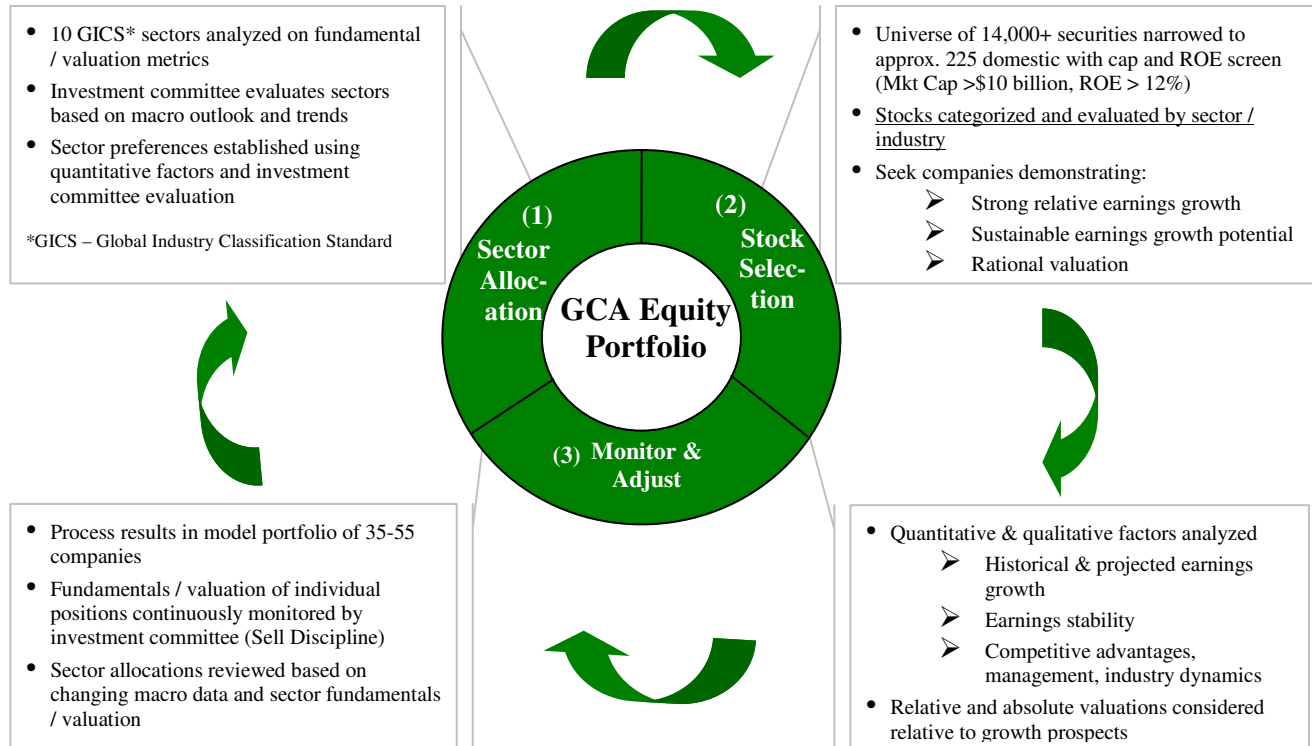 • 10 GICS* sectors analyzed on fundamental
/ valuation metrics
• Investment committee evaluates sectors
based on macro outlook and trends
• Sector preferences established using
quantitative factors and investment
committee evaluation
*GICS – Global Industry Classification Standard
• Universe of 14,000+ securities narrowed to
approx. 225 domestic with cap and ROE screen
(Mkt Cap >$10 billion, ROE > 12%)
• Stocks categorized and evaluated by sector /
industry
• Seek companies demonstrating:
➢ Strong relative earnings growth
➢ Sustainable earnings growth potential
➢ Rational valuation
(1)
Sector
Alloc-
ation
(2)
Stock
Selec-
tion
GCA Equity
Portfolio
(3) Monitor &
Adjust
• Process results in model portfolio of 35-55
companies
• Fundamentals / valuation of individual
positions continuously monitored by
investment committee (Sell Discipline)
• Sector allocations reviewed based on
changing macro data and sector fundamentals
/ valuation
• Quantitative & qualitative factors analyzed
➢ Historical & projected earnings
growth
➢ Earnings stability
➢ Competitive advantages,
management, industry dynamics
• Relative and absolute valuations considered
relative to growth prospects